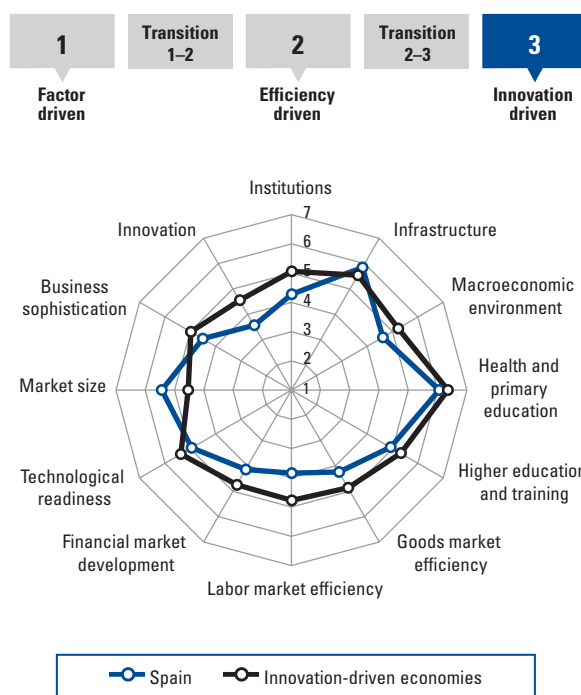 1
Transition
1–2
2
Transition
2–3
3
Factor
driven
Efficiency
driven
Innovation
driven
Institutions
Innovation
7
6
5
4
3
2
1
Infrastructure
Business
sophistication
Macroeconomic
environment
Market size
Health and
primary
education
Technological
readiness
Higher education
and training
Financial market
development
Goods market
efficiency
Labor market efficiency
Spain
Innovation-driven economies